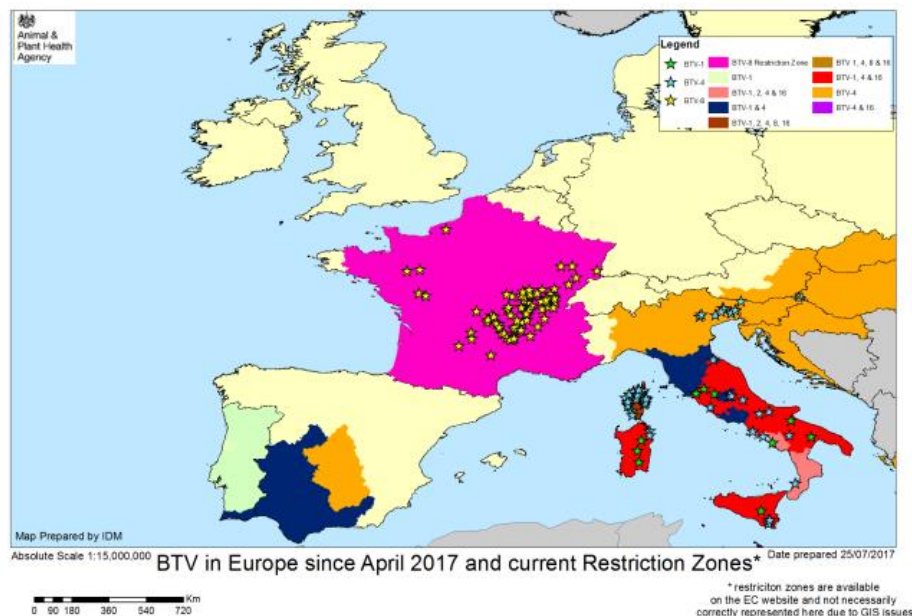 Animal &
Plant Health
Agency
Legend
BTV-1
BTV-4
BTV-8
BTV-8 Restriction Zone
BTV-1
BTV-1, 2, 4 & 16
BTV-1 & 4
BTV-1, 2, 4, 8, 16
BTV 1, 4, 8 & 16
BTV-1, 4 & 16
BTV-4
BTV-4 & 16
Map Prepared by IDM
Absolute Scale 1:15,000,000
BTV in Europe since April 2017 and current Restriction Zones*
Date prepared 25/07/2017
Km
0 90 180 360 540 720
* restriciton zones are available
on the EC website and not necessarily
correctly represented here due to GIS issues